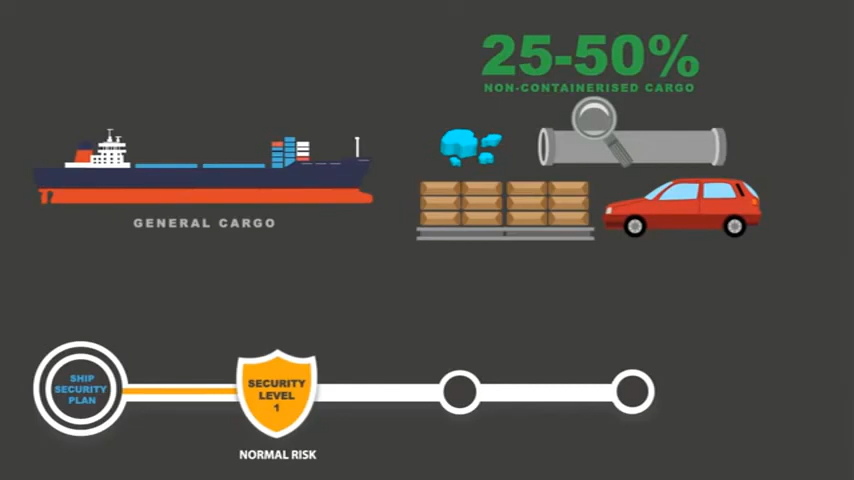 25-50%
NON-CONTAINERISED CARGO
GENERAL CARGO
SHIP
SECURITY
PLAN
SECURITY
LEVEL
1
NORMAL RISK